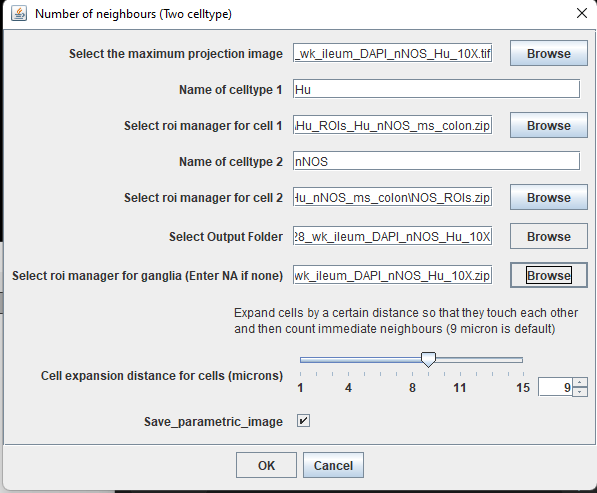 Number of neighbours (Two celltype)
Select the maximum projection image _wk_ileum_DAPI_nNOS_Hu_10X.tif Browse
Name of celltype 1 Hu
Select roi manager for cell 1 \Hu_ROIs_Hu_nNOS_ms_colon.zip Browse
Name of celltype 2 nNOS
Select roi manager for cell 2 Hu_nNOS_ms_colon\NOS_ROIs.zip Browse
Select Output Folder 28_wk_ileum_DAPI_nNOS_Hu_10X Browse
Select roi manager for ganglia (Enter NA if none) wk_ileum_DAPI_nNOS_Hu_10X.zip Browse
Expand cells by a certain distance so that they touch each other
and then count immediate neighbours (9 micron is default)
Cell expansion distance for cells (microns) 9
1 4 8 11 15
Save_parametric_image
OK Cancel